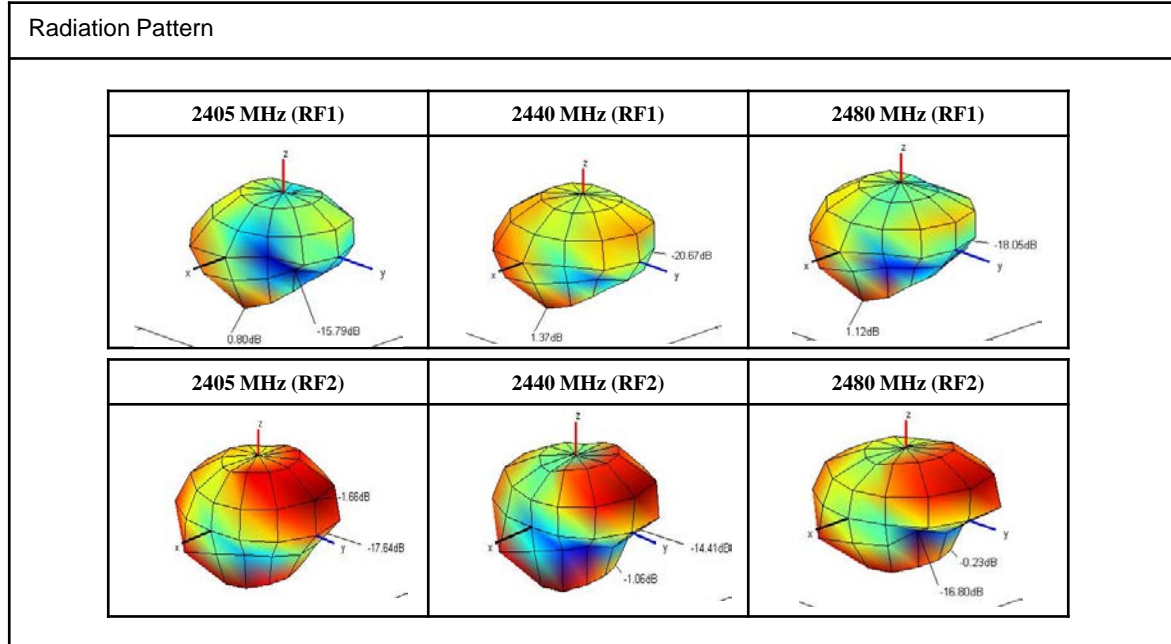 Radiation Pattern
2405 MHz (RF1) 2440 MHz (RF1) 2480 MHz (RF1)
z z z
-20.67dB -18.05dB
x y x y x y
0.80dB -15.79dB 1.37dB 1.12dB
2405 MHz (RF2) 2440 MHz (RF2) 2480 MHz (RF2)
z z z
-1.66dB
x y x y x y
-17.64dB -14.41dB -0.23dB
-1.06dB -16.80dB